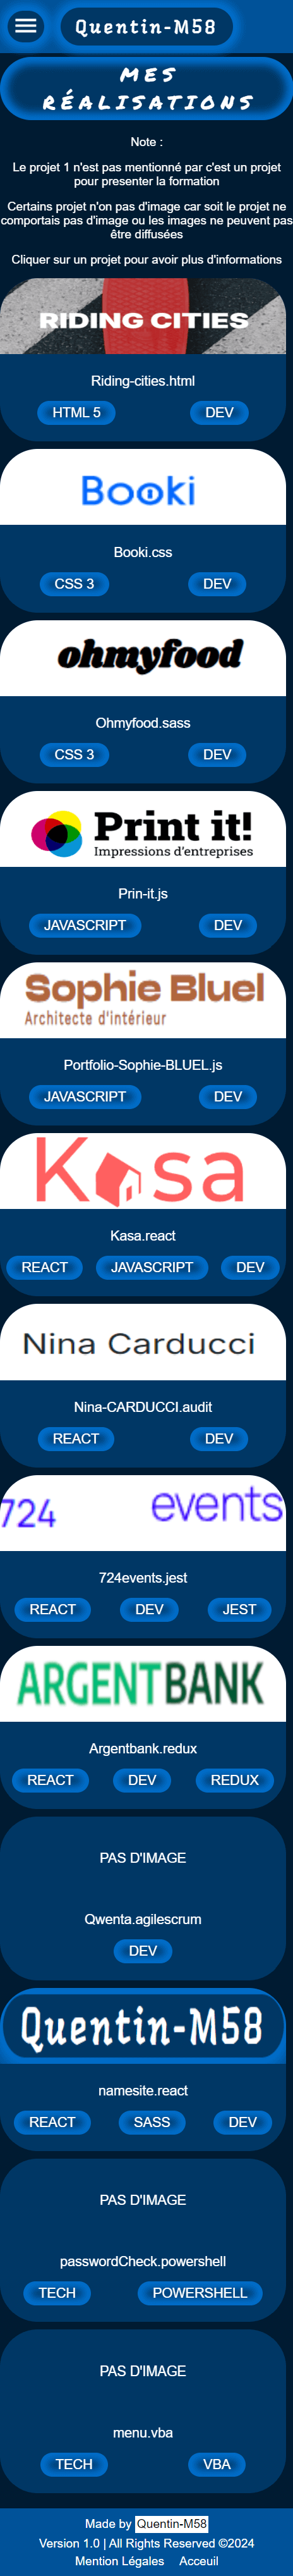 Quentin-M58
MES
RÉALISATIONS
Note :
Le projet 1 n'est pas mentionné par c'est un projet
pour presenter la formation
Certains projet n'on pas d'image car soit le projet ne
comportais pas d'image ou les images ne peuvent pas
être diffusées
Cliquer sur un projet pour avoir plus d'informations
RIDING CITIES
Riding-cities.html
HTML 5 DEV
Booki
Booki.css
CSS 3 DEV
ohmyfood
Ohmyfood.sass
CSS 3 DEV
Print it!
Impressions d'entreprises
Prin-it.js
JAVASCRIPT DEV
Sophie Bluel
Architecte d'intérieur
Portfolio-Sophie-BLUEL.js
JAVASCRIPT DEV
Kasa
Kasa.react
REACT JAVASCRIPT DEV
Nina Carducci
Nina-CARDUCCI.audit
REACT DEV
724 events
724events.jest
REACT DEV JEST
ARGENTBANK
Argentbank.redux
REACT DEV REDUX
PAS D'IMAGE
Qwenta.agilescrum
DEV
Quentin-M58
namesite.react
REACT SASS DEV
PAS D'IMAGE
passwordCheck.powershell
TECH POWERSHELL
PAS D'IMAGE
menu.vba
TECH VBA
Made by Quentin-M58
Version 1.0 | All Rights Reserved ©2024
Mention Légales Acceuil